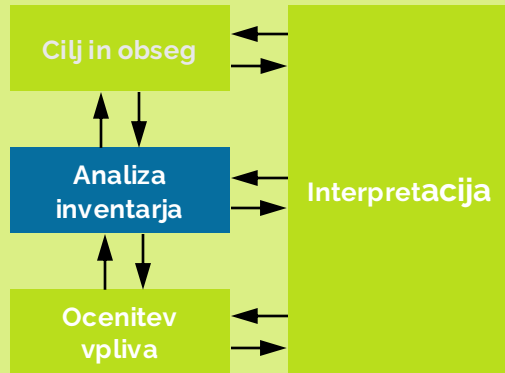 Cilj in obseg
Analiza
inventarja
Interpretacija
Ocenitev
vpliva